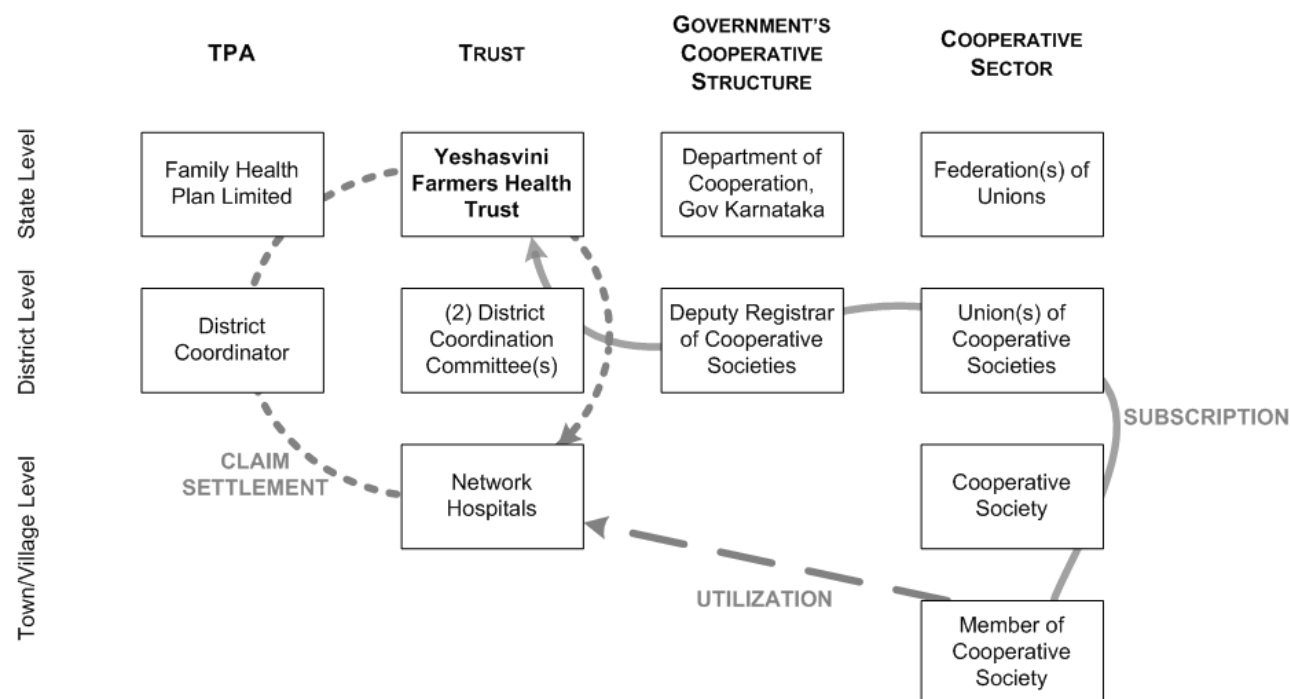 TPA
TRUST
GOVERNMENT'S
COOPERATIVE
STRUCTURE
COOPERATIVE
SECTOR
State Level
Family Health
Plan Limited
Yeshasvini
Farmers Health
Trust
Department of
Cooperation,
Gov Karnataka
Federation(s) of
Unions
District Level
District
Coordinator
(2) District
Coordination
Committee(s)
Deputy Registrar
of Cooperative
Societies
Union(s) of
Cooperative
Societies
SUBSCRIPTION
Town/Village Level
CLAIM
SETTLEMENT
Network
Hospitals
Cooperative
Society
UTILIZATION
Member of
Cooperative
Society